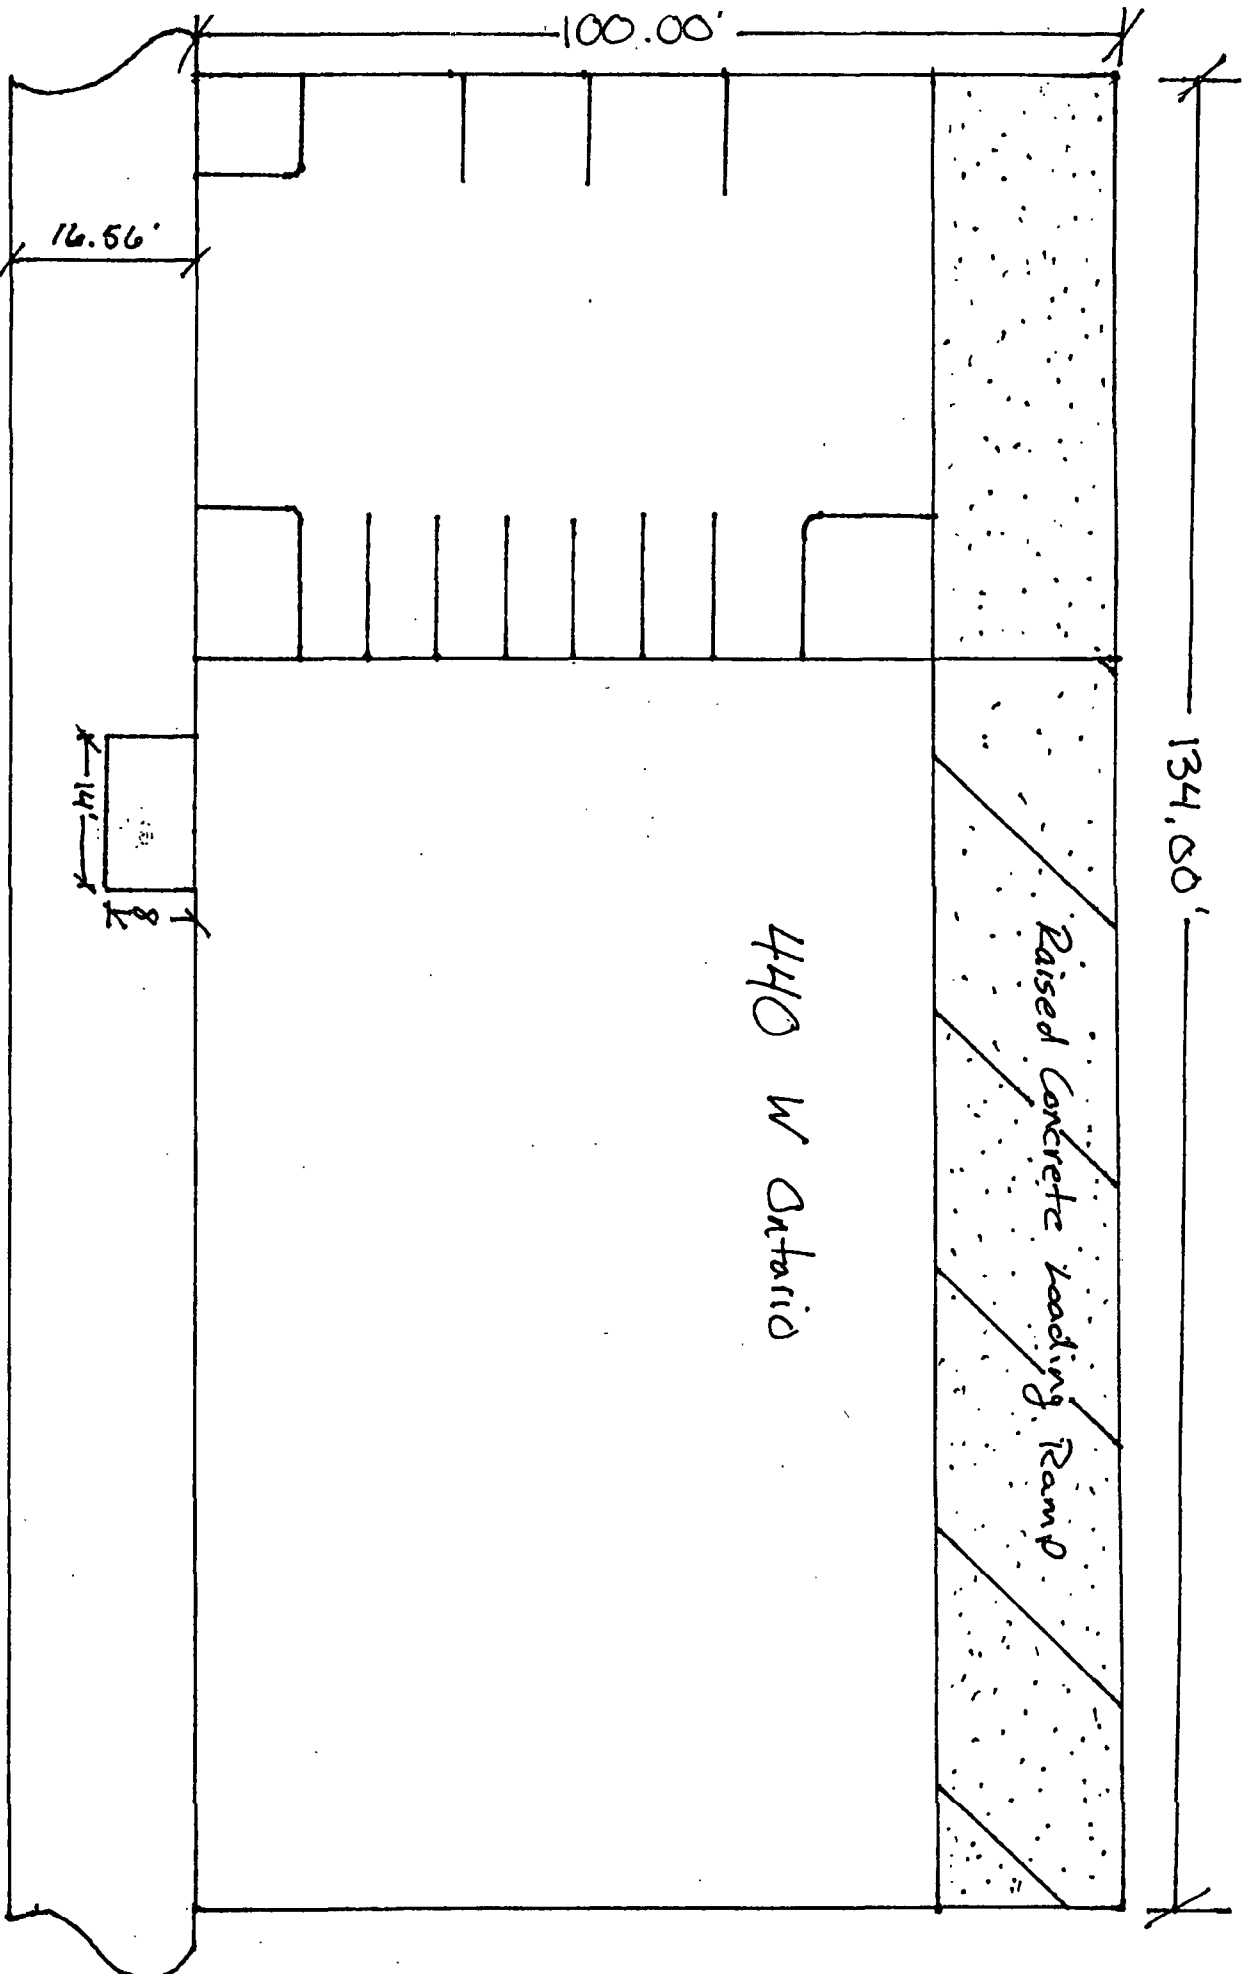 100.00'
16.56'
134.00'
14'
8'
440 W Ontario
Raised Concrete Loading Ramp